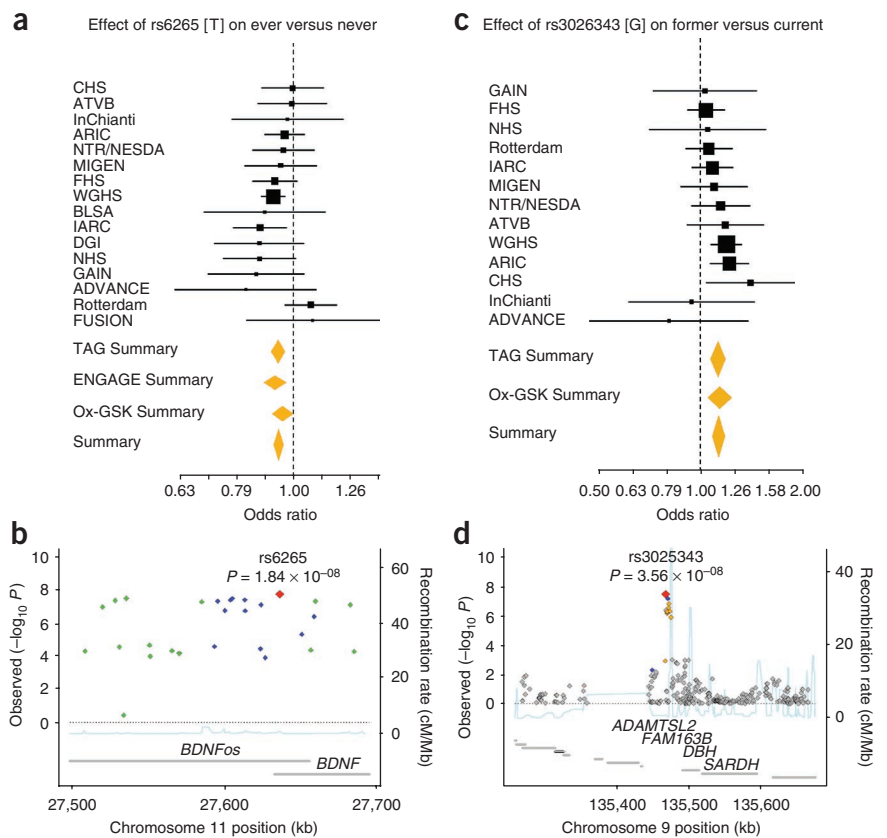 a
Effect of rs6265 [T] on ever versus never
CHS
ATVB
InChianti
ARIC
NTR/NESDA
MIGEN
FHS
WGHS
BLSA
IARC
DGI
NHS
GAIN
ADVANCE
Rotterdam
FUSION
TAG Summary
ENGAGE Summary
Ox-GSK Summary
Summary
0.63 0.79 1.00 1.26
Odds ratio
c
Effect of rs3026343 [G] on former versus current
GAIN
FHS
NHS
Rotterdam
IARC
MIGEN
NTR/NESDA
ATVB
WGHS
ARIC
CHS
InChianti
ADVANCE
TAG Summary
Ox-GSK Summary
Summary
0.50 0.63 0.79 1.00 1.26 1.58 2.00
Odds ratio
b
rs6265
P = 1.84 × 10⁻⁰⁸
Observed (–log₁₀ P)
10
8
6
4
2
0
Recombination rate (cM/Mb)
60
40
20
0
BDNFos
BDNF
27,500 27,600 27,700
Chromosome 11 position (kb)
d
rs3025343
P = 3.56 × 10⁻⁰⁸
Observed (–log₁₀ P)
10
8
6
4
2
0
Recombination rate (cM/Mb)
40
20
0
ADAMTSL2
FAM163B
DBH
SARDH
135,400 135,500 135,600
Chromosome 9 position (kb)